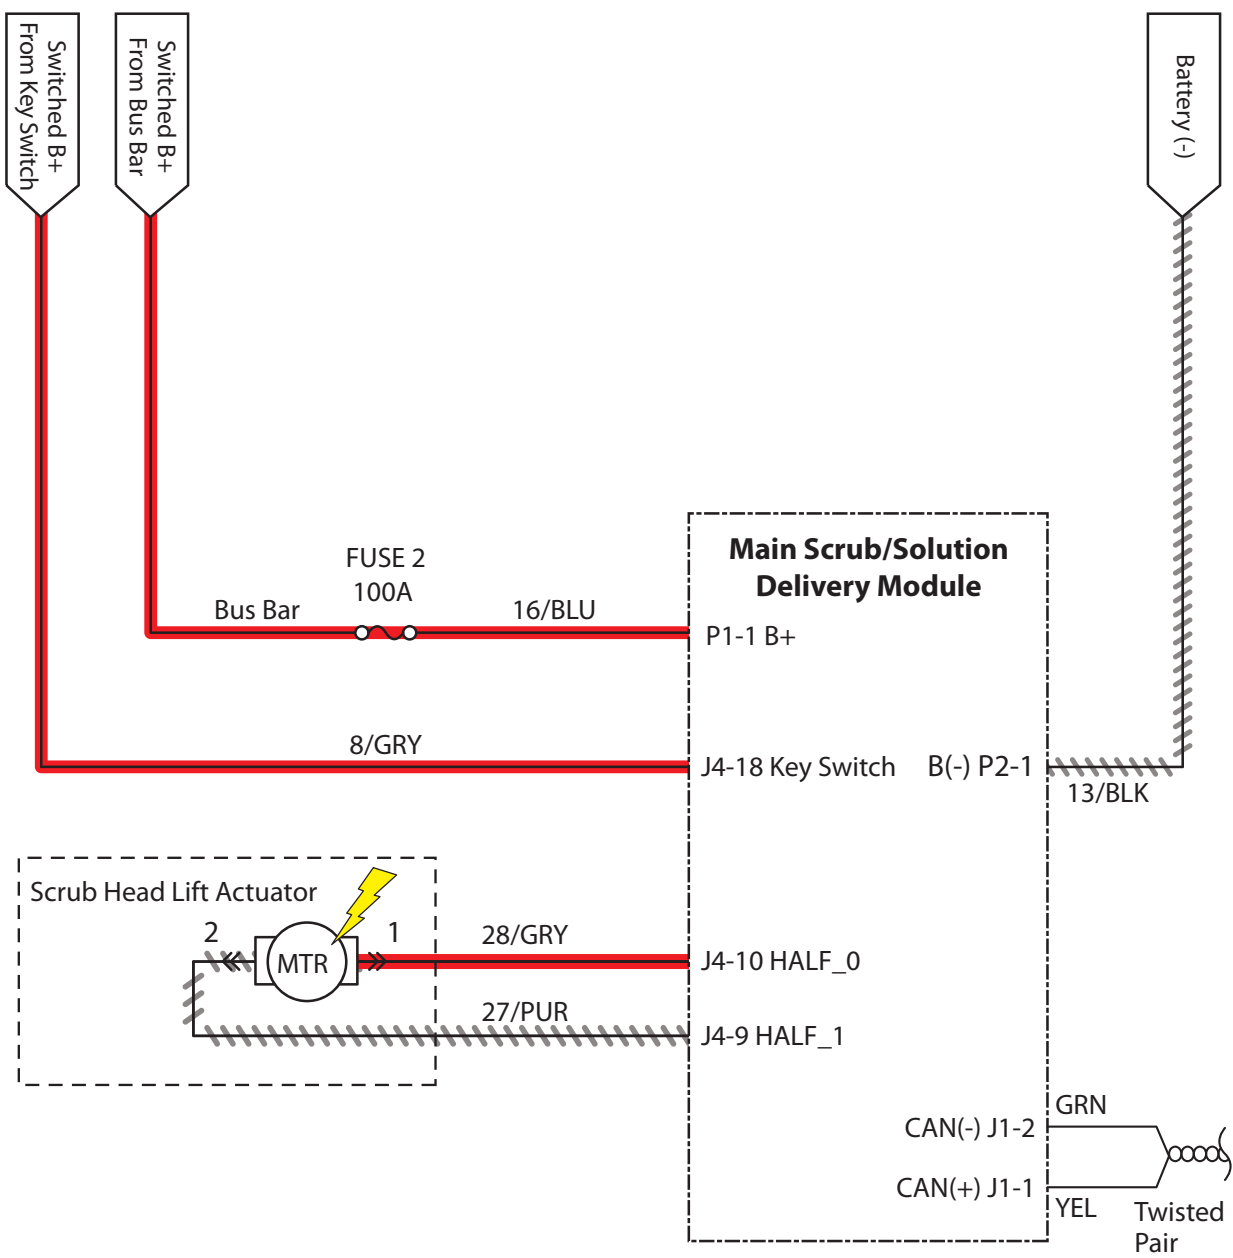 Switched B+
From Key Switch
Switched B+
From Bus Bar
Battery (-)
FUSE 2
100A
Bus Bar
16/BLU
Main Scrub/Solution
Delivery Module
P1-1 B+
8/GRY
J4-18 Key Switch
B(-) P2-1
13/BLK
Scrub Head Lift Actuator
2
MTR
1
28/GRY
J4-10 HALF_0
27/PUR
J4-9 HALF_1
CAN(-) J1-2
GRN
CAN(+) J1-1
YEL
Twisted
Pair